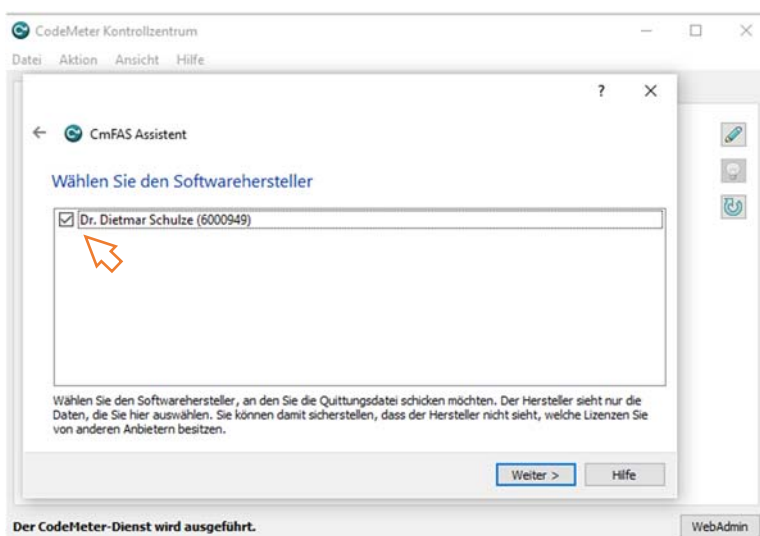 CodeMeter Kontrollzentrum
Datei Aktion Ansicht Hilfe
?
CmFAS Assistent
Wählen Sie den Softwarehersteller
Dr. Dietmar Schulze (6000949)
Wählen Sie den Softwarehersteller, an den Sie die Quittungsdatei schicken möchten. Der Hersteller sieht nur die
Daten, die Sie hier auswählen. Sie können damit sicherstellen, dass der Hersteller nicht sieht, welche Lizenzen Sie
von anderen Anbietern besitzen.
Weiter > Hilfe
Der CodeMeter-Dienst wird ausgeführt. WebAdmin